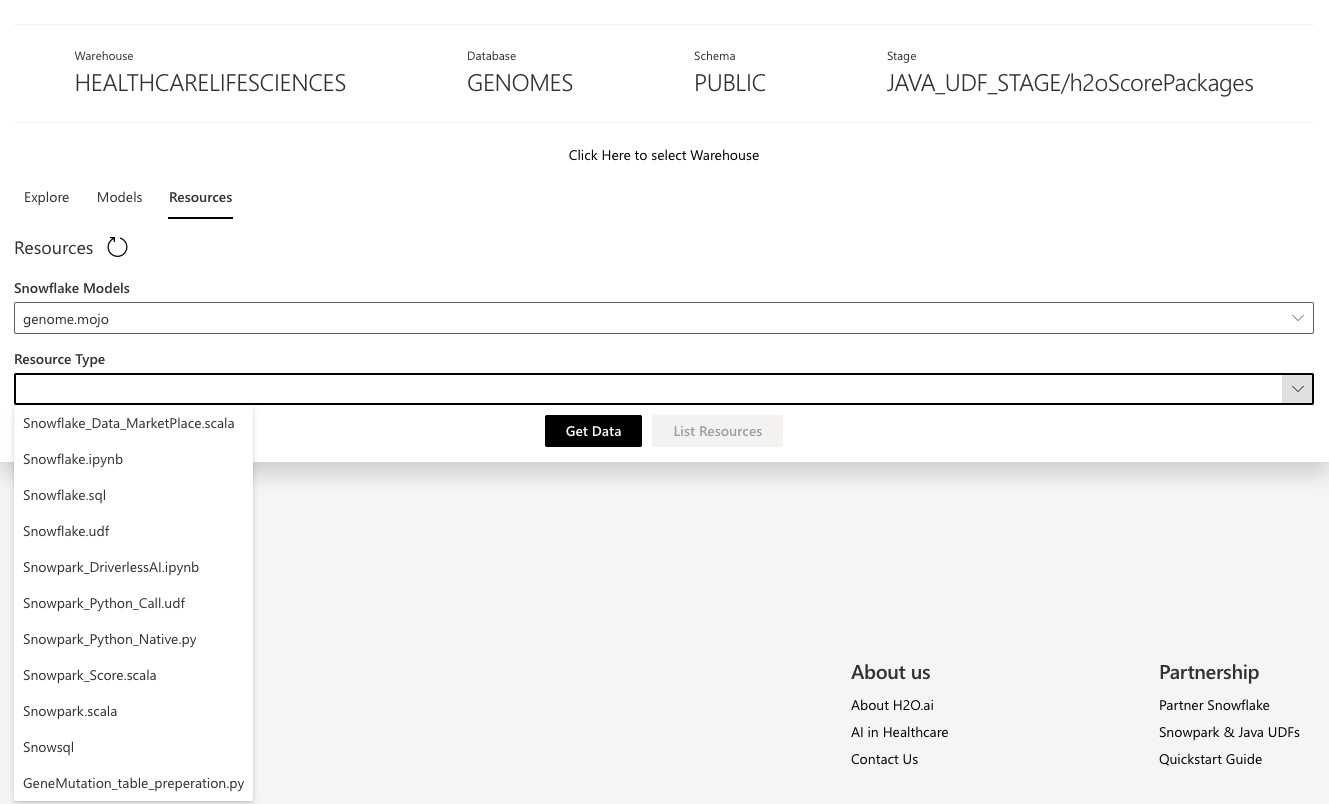 Warehouse
HEALTHCARELIFESCIENCES
Database
GENOMES
Schema
PUBLIC
Stage
JAVA_UDF_STAGE/h2oScorePackages
Click Here to select Warehouse
Explore
Models
Resources
Resources
Snowflake Models
genome.mojo
Resource Type
Snowflake_Data_MarketPlace.scala
Snowflake.ipynb
Snowflake.sql
Snowflake.udf
Snowpark_DriverlessAI.ipynb
Snowpark_Python_Call.udf
Snowpark_Python_Native.py
Snowpark_Score.scala
Snowpark.scala
Snowsql
GeneMutation_table_preperation.py
Get Data
List Resources
About us
About H2O.ai
AI in Healthcare
Contact Us
Partnership
Partner Snowflake
Snowpark & Java UDFs
Quickstart Guide